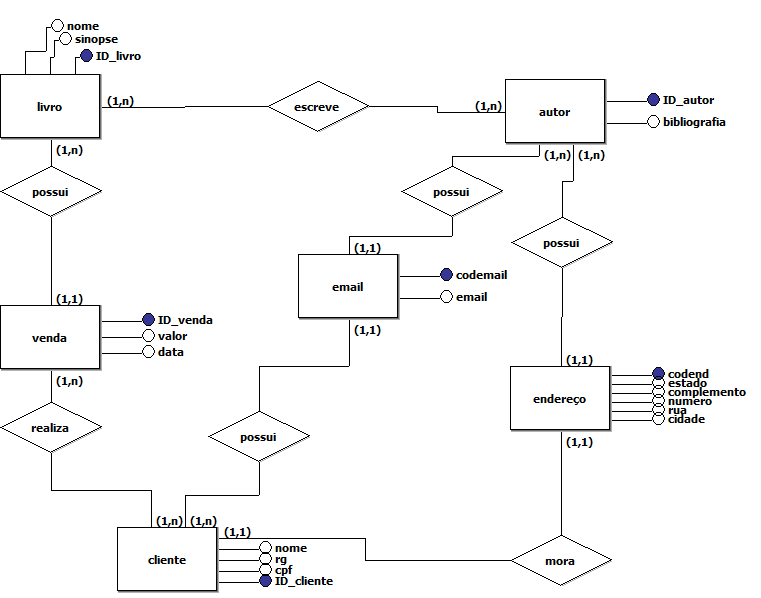 nome
sinopse
ID_livro
livro
(1,n)
escreve
(1,n)
autor
ID_autor
bibliografia
(1,n)
(1,n)
(1,n)
possui
possui
possui
(1,1)
email
codemail
email
(1,1)
(1,1)
venda
ID_venda
valor
data
(1,n)
(1,1)
endereço
codend
estado
complemento
numero
rua
cidade
(1,1)
realiza
possui
(1,n)
(1,n)
(1,1)
cliente
nome
rg
cpf
ID_cliente
mora